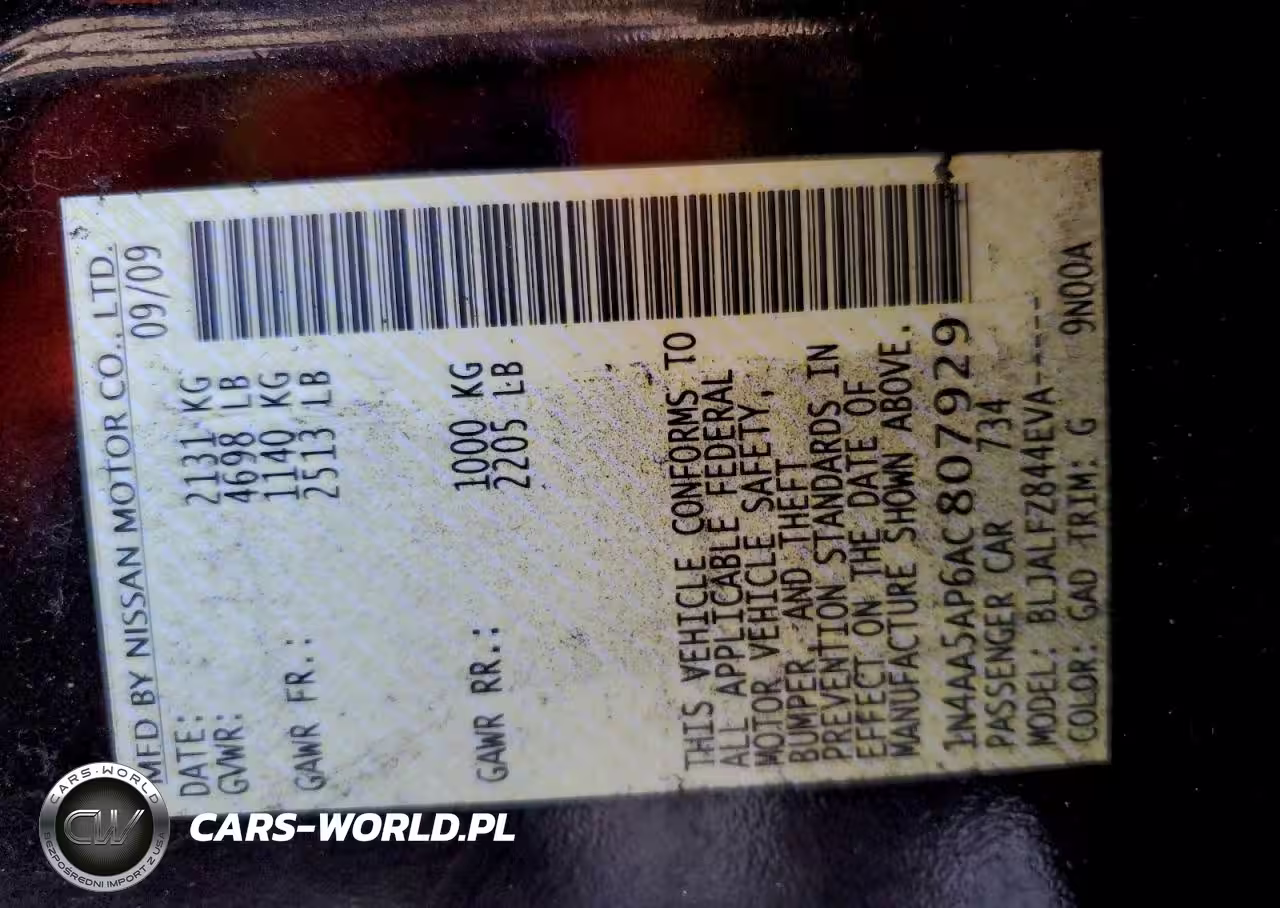 MFD BY NISSAN MOTOR CO., LTD.
DATE: 09/09
GVWR: 2131 KG
4698 LB
GAWR FR.: 1140 KG
2513 LB
GAWR RR.: 1000 KG
2205 LB
THIS VEHICLE CONFORMS TO
ALL APPLICABLE FEDERAL
MOTOR VEHICLE SAFETY,
BUMPER AND THEFT
PREVENTION STANDARDS IN
EFFECT ON THE DATE OF
MANUFACTURE SHOWN ABOVE.
1N4AA5AP6AC807929
PASSENGER CAR 734
MODEL: BLJALFZ844EVA-----
COLOR: GAD TRIM: G 9N00A
CARS-WORLD
CW
BEZPOŚREDNI IMPORT Z USA
CARS-WORLD.PL